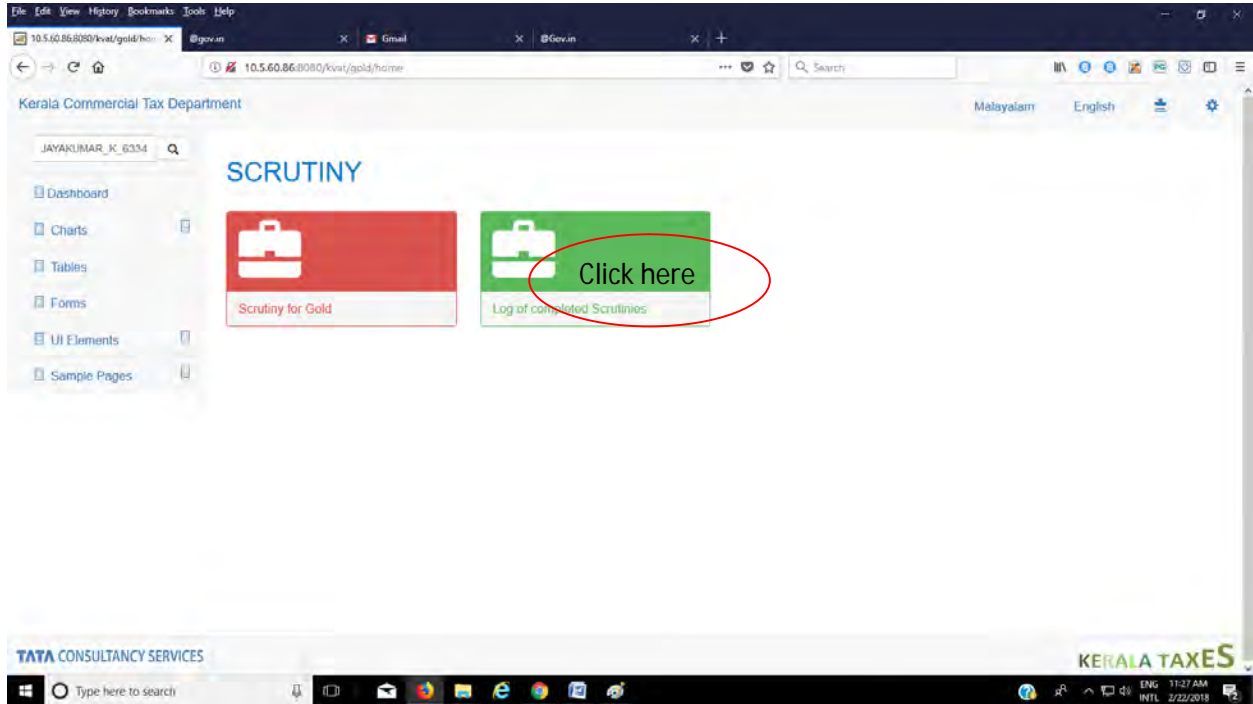 File Edit View History Bookmarks Tools Help
10.5.60.86:8080/kvat/gold/hom X @gov.in X Gmail X @Gov.in X +
10.5.60.86:8080/kvat/gold/home ... Search
Kerala Commercial Tax Department Malayalam English
JAYAKUMAR_K_6334
SCRUTINY
Dashboard
Charts
Tables
Forms
UI Elements
Sample Pages
Click here
Scrutiny for Gold
Log of completed Scrutinies
TATA CONSULTANCY SERVICES
KERALA TAXES
Type here to search
ENG 11:27 AM
INTL 2/22/2018